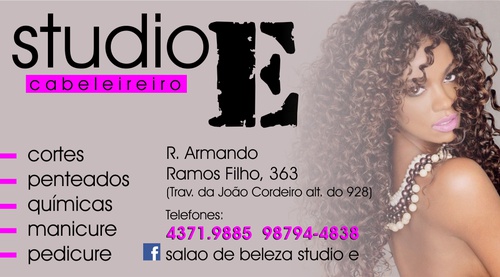 studio E
cabeleireiro
cortes
penteados
químicas
manicure
pedicure
R. Armando
Ramos Filho, 363
(Trav. da João Cordeiro alt. do 928)
Telefones:
4371.9885 98794-4838
f salao de beleza studio e